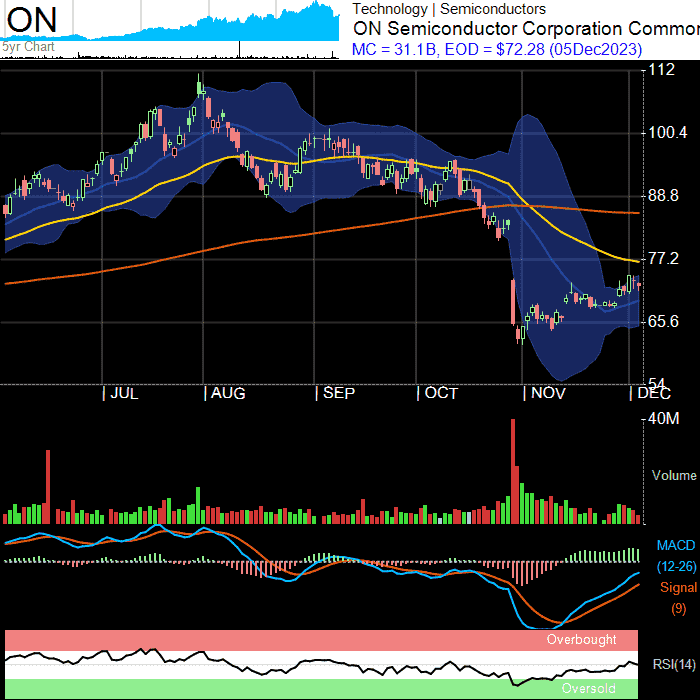 ON
5yr Chart
Technology | Semiconductors
ON Semiconductor Corporation Common
MC = 31.1B, EOD = $72.28 (05Dec2023)
112
100.4
88.8
77.2
65.6
54
JUL
AUG
SEP
OCT
NOV
DEC
40M
Volume
MACD
(12-26)
Signal
(9)
Overbought
RSI(14)
Oversold